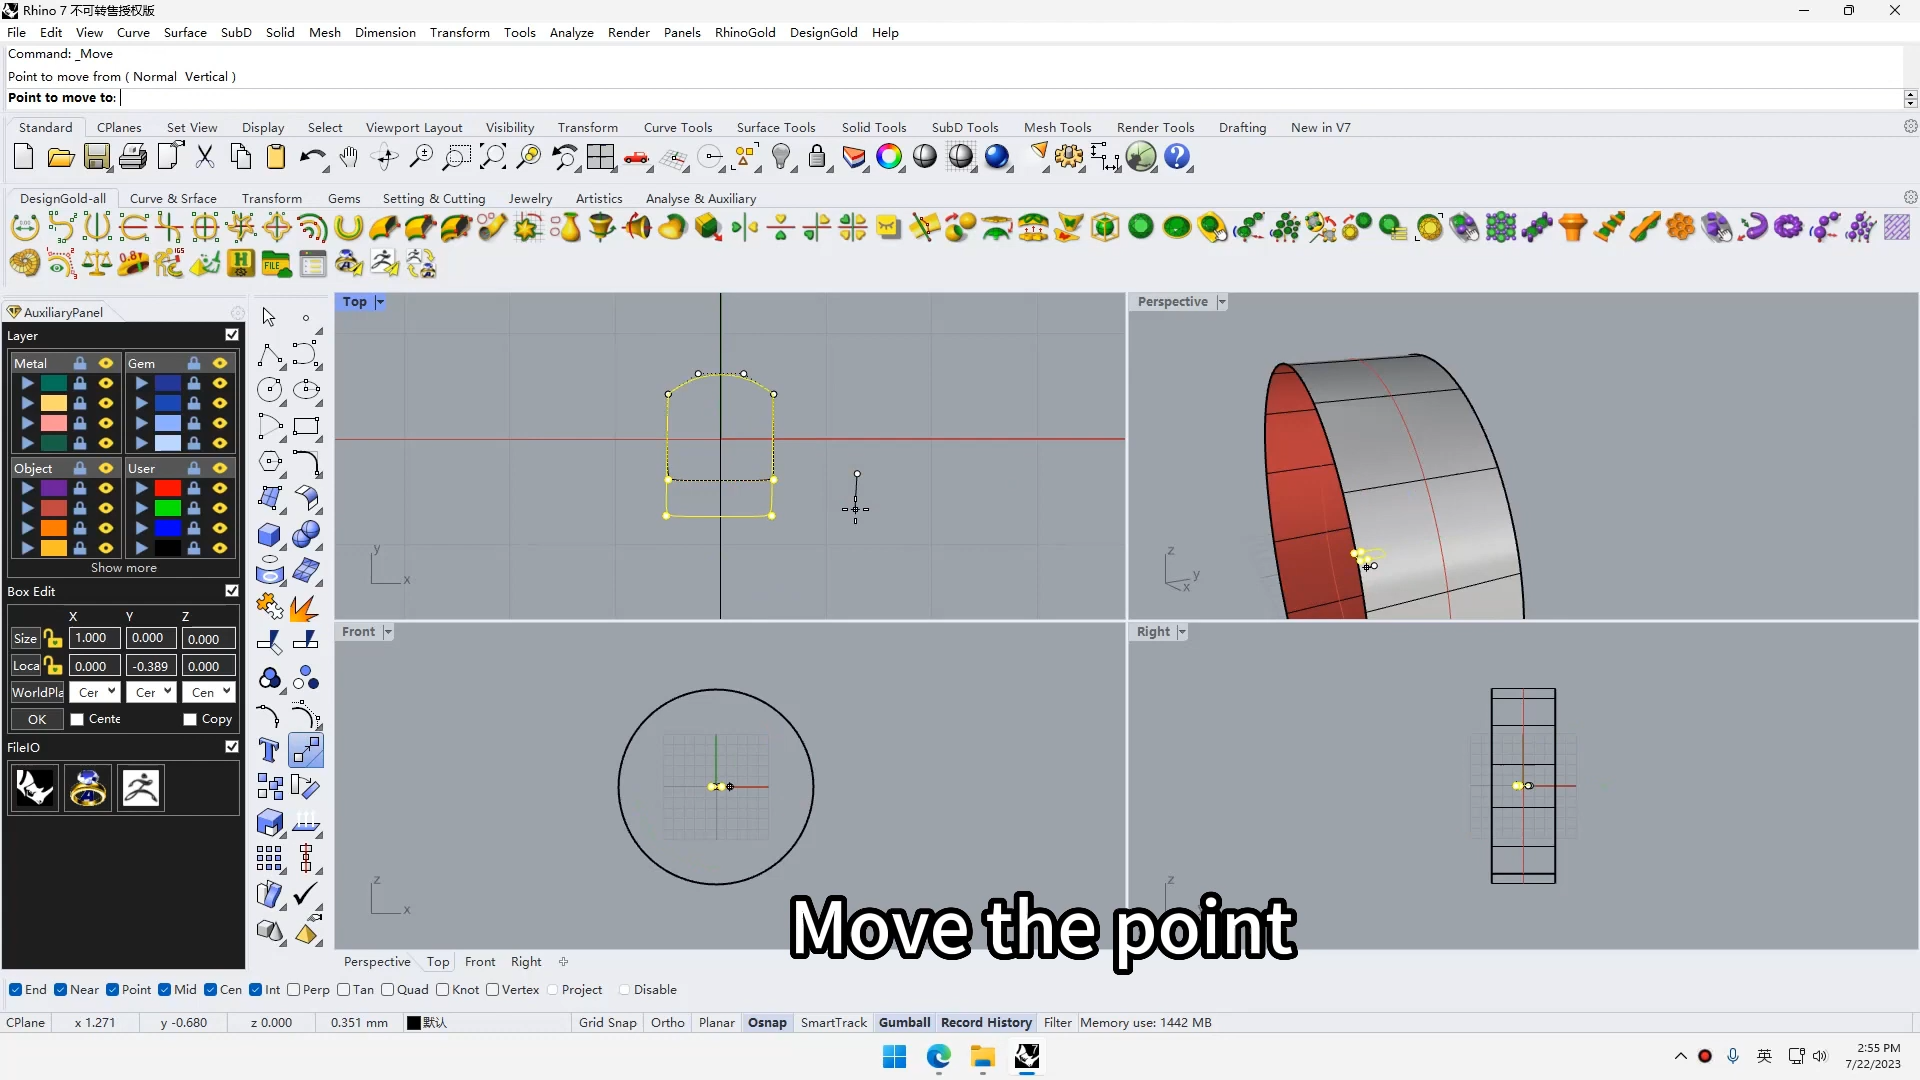 Rhino 7 不可转售授权版
File Edit View Curve Surface SubD Solid Mesh Dimension Transform Tools Analyze Render Panels RhinoGold DesignGold Help
Command: _Move
Point to move from ( Normal Vertical )
Point to move to:
Standard CPlanes Set View Display Select Viewport Layout Visibility Transform Curve Tools Surface Tools Solid Tools SubD Tools Mesh Tools Render Tools Drafting New in V7
DesignGold-all Curve & Srface Transform Gems Setting & Cutting Jewelry Artistics Analyse & Auxiliary
AuxiliaryPanel
Layer
Metal Gem
Object User
Show more
Box Edit
X Y Z
Size 1.000 0.000 0.000
Loca 0.000 -0.389 0.000
WorldPla Cer Cer Cen
OK Cente Copy
FileIO
Top
y
x
Perspective
z
y
x
Front
z
x
Right
z
Move the point
Perspective Top Front Right
End Near Point Mid Cen Int Perp Tan Quad Knot Vertex Project Disable
CPlane x 1.271 y -0.680 z 0.000 0.351 mm 默认 Grid Snap Ortho Planar Osnap SmartTrack Gumball Record History Filter Memory use: 1442 MB
英
2:55 PM
7/22/2023